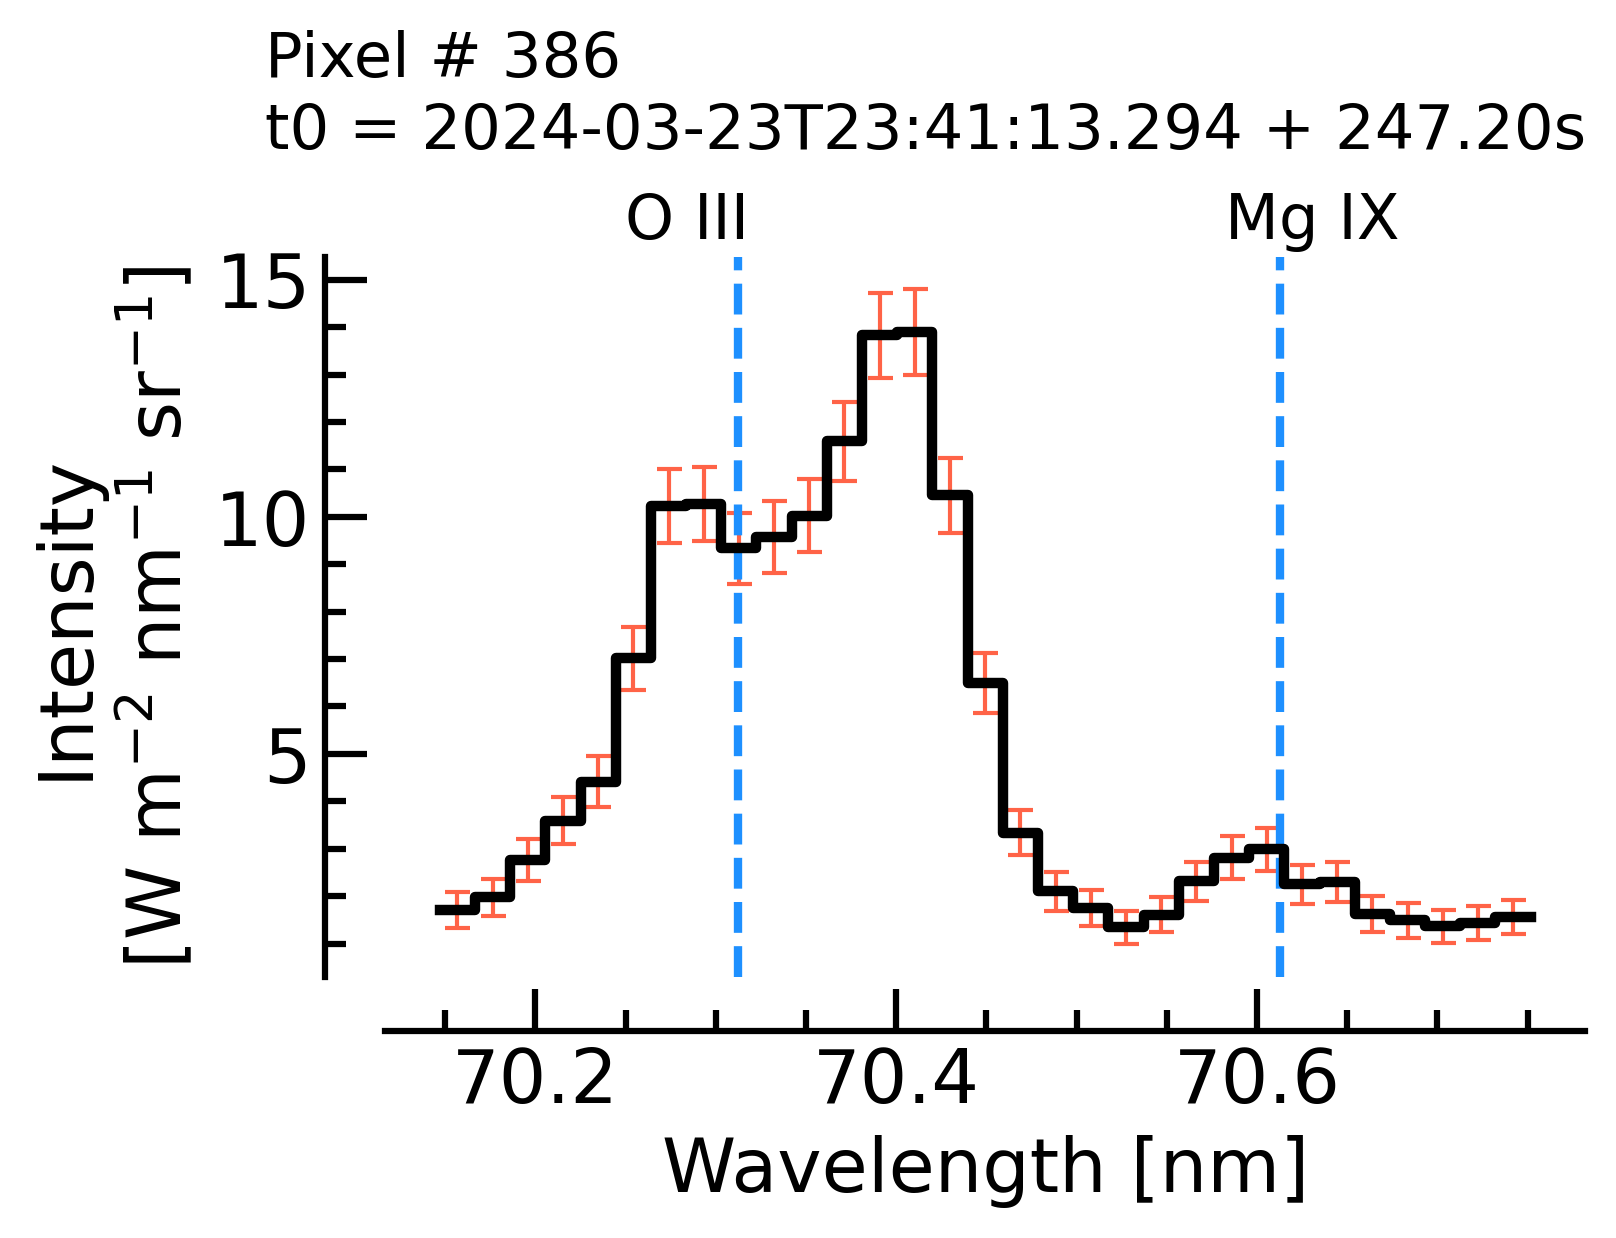 Pixel # 386
t0 = 2024-03-23T23:41:13.294 + 247.20s
O III
Mg IX
15
10
5
Intensity
[W m⁻² nm⁻¹ sr⁻¹]
70.2
70.4
70.6
Wavelength [nm]